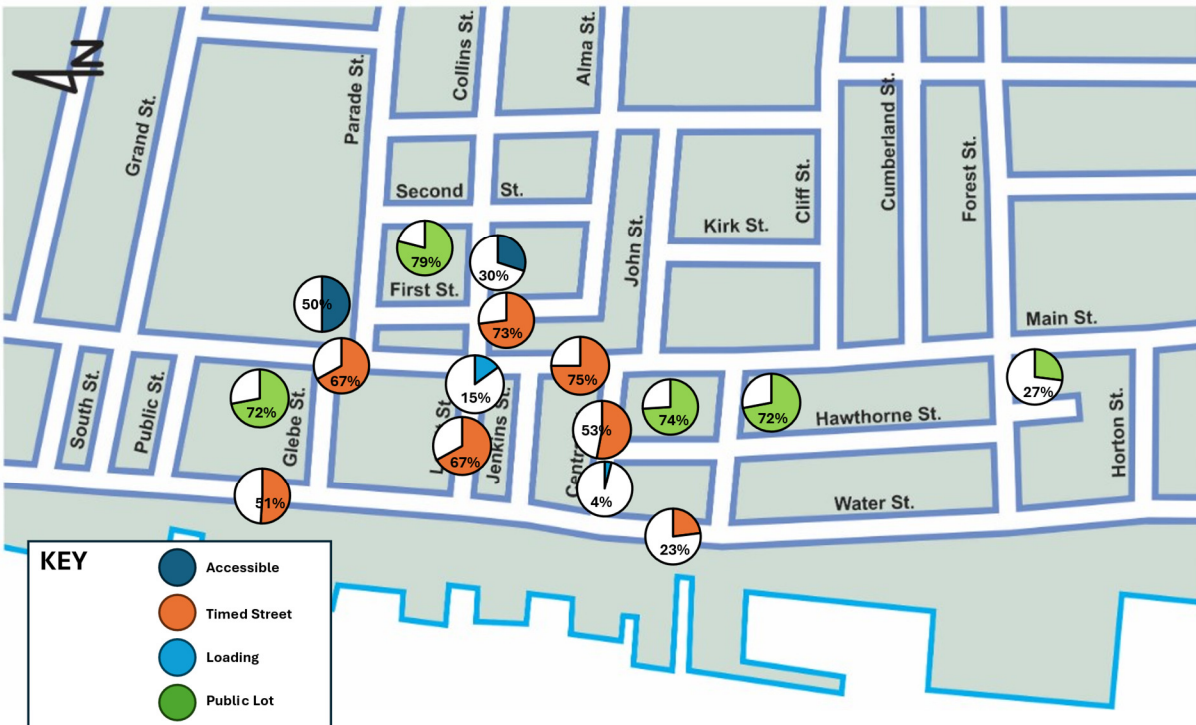 N
Grand St.
Parade St.
Collins St.
Alma St.
Cumberland St.
Forest St.
Cliff St.
John St.
Second St.
Kirk St.
First St.
Main St.
79%
30%
50%
73%
67%
75%
15%
27%
72%
74%
72%
53%
67%
4%
51%
23%
South St.
Public St.
Glebe St.
St.
Jenkins St.
Hawthorne St.
Water St.
Horton St.
KEY
Accessible
Timed Street
Loading
Public Lot